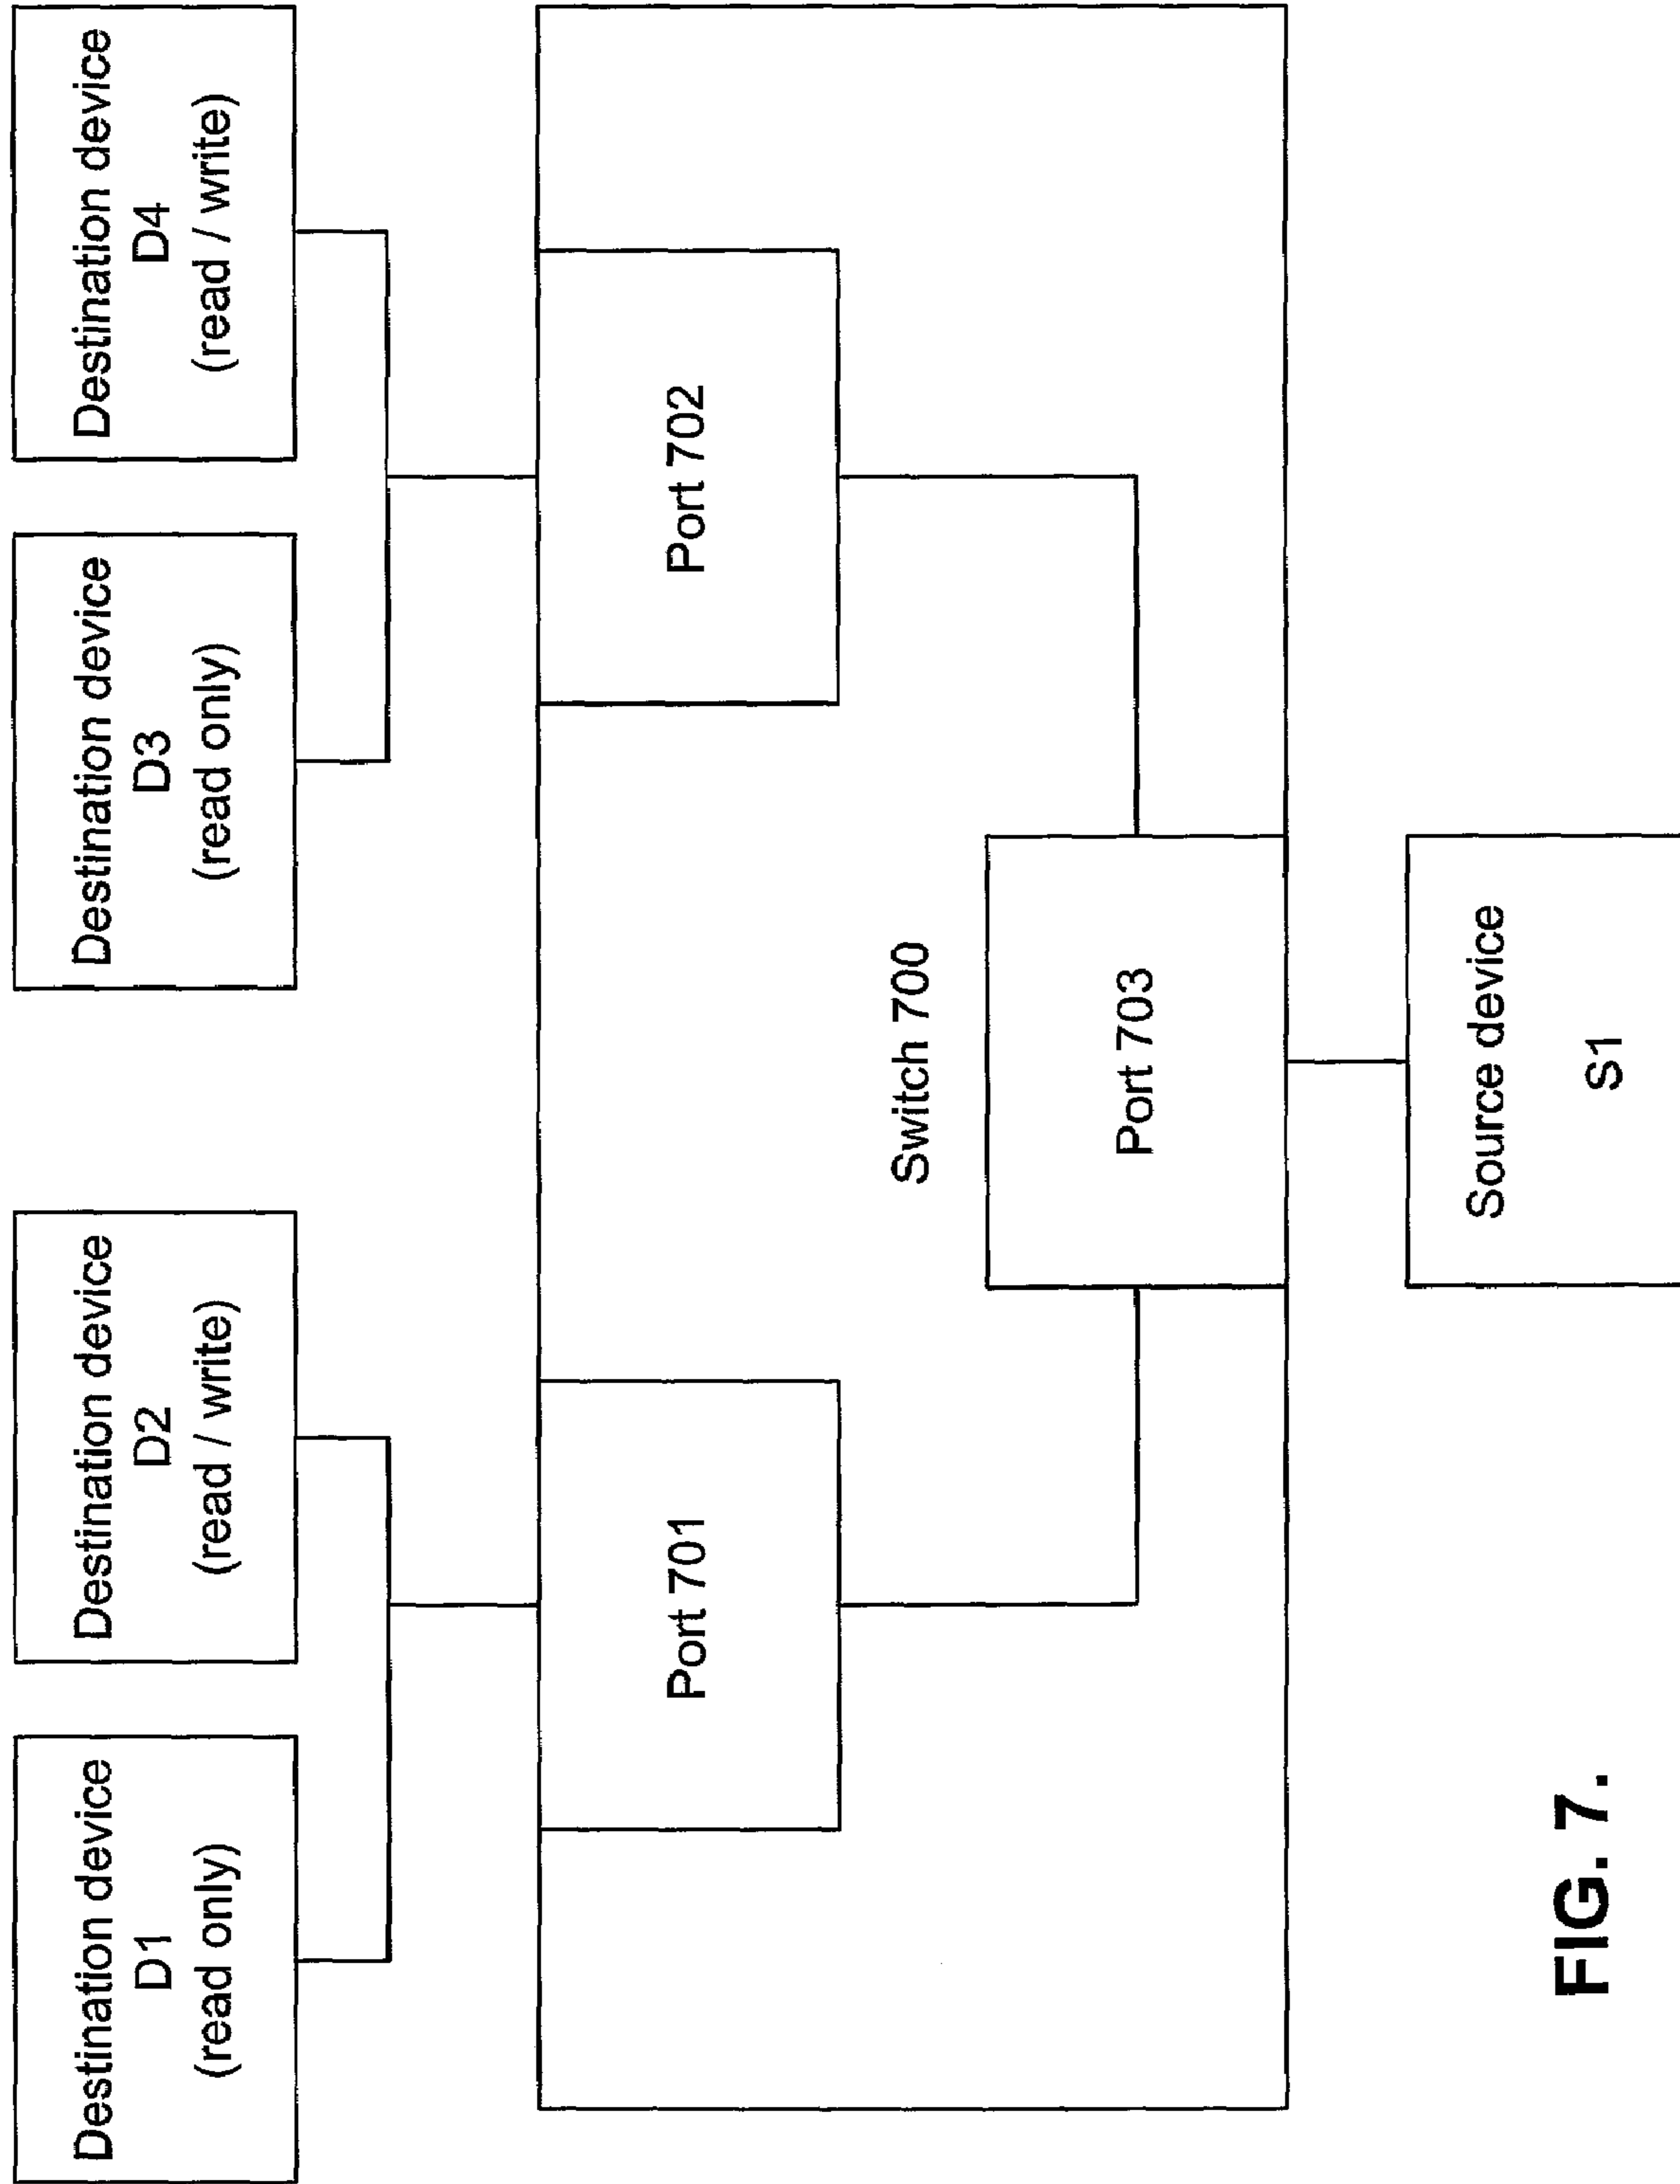 Destination device
D1
(read only)
Destination device
D2
(read / write)
Destination device
D3
(read only)
Destination device
D4
(read / write)
Port 701
Port 702
Switch 700
Port 703
Source device
S1
FIG. 7.